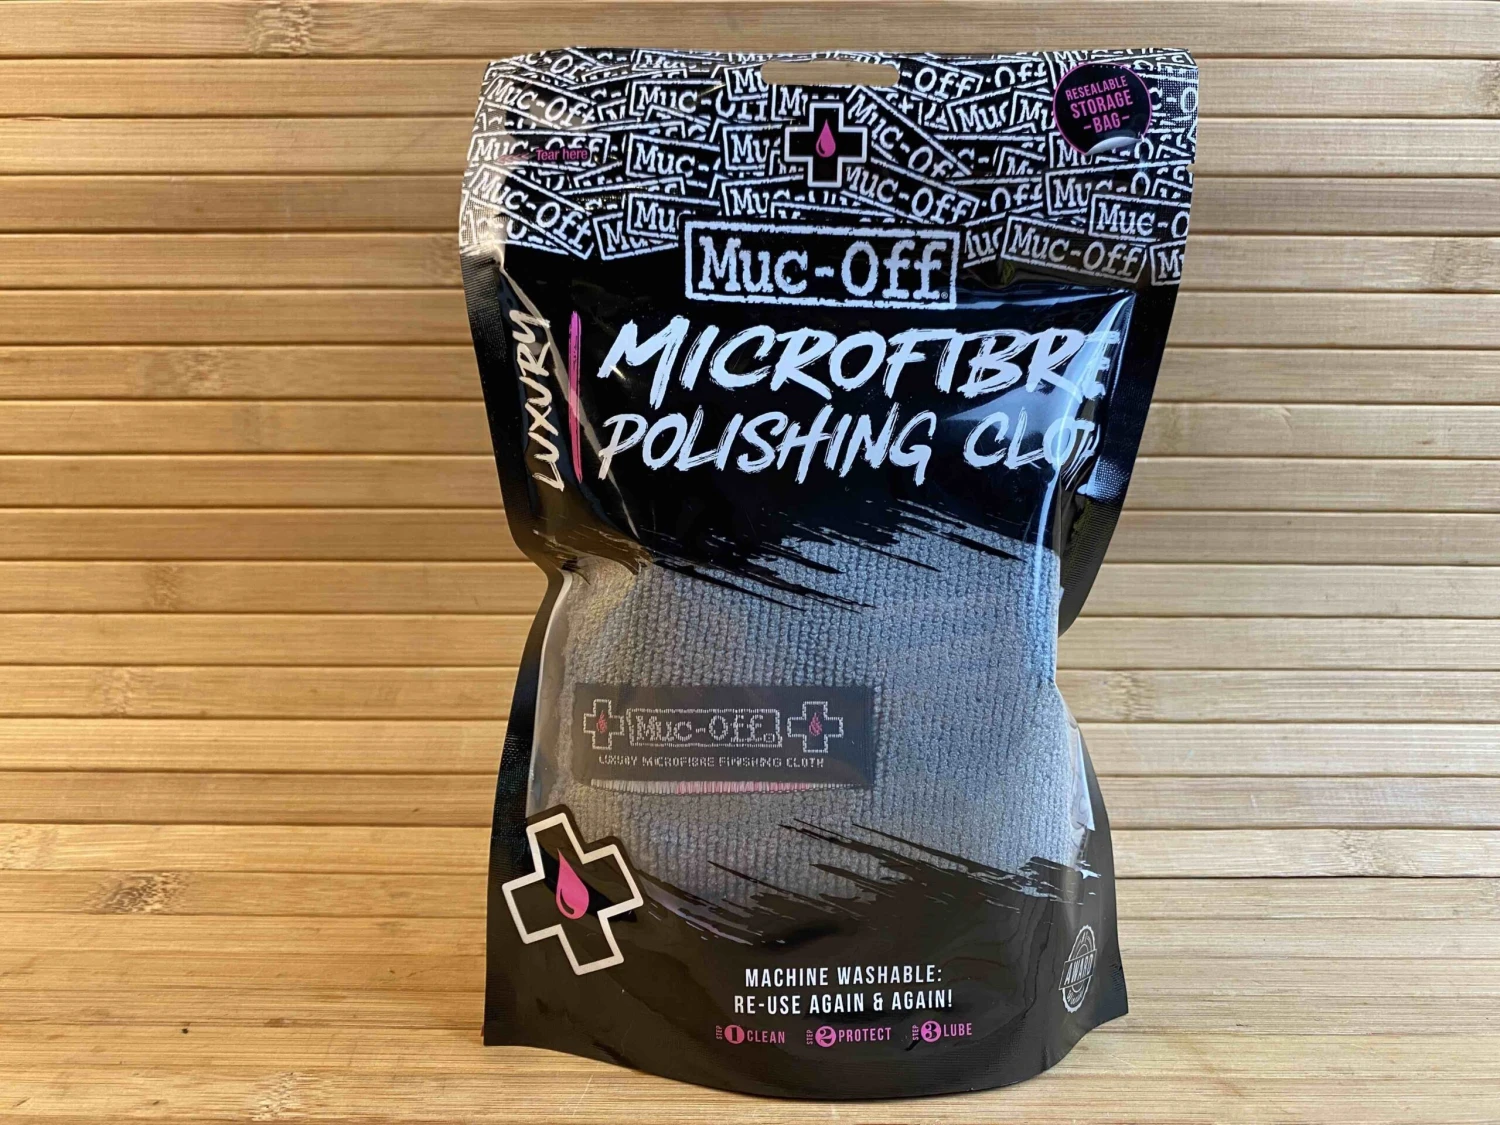 RESEALABLE
STORAGE
-BAG-
Tear here
Muc-Off
LUXURY
MICROFIBRE
POLISHING CLOTH
Muc-Off
LUXURY MICROFIBRE FINISHING CLOTH
MACHINE WASHABLE:
RE-USE AGAIN & AGAIN!
STEP 1 CLEAN STEP 2 PROTECT STEP 3 LUBE
AWARD